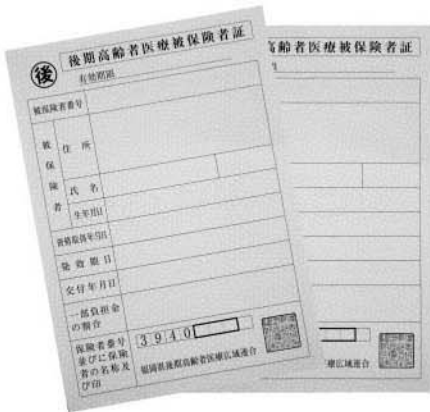 後
後期高齢者医療被保険者証
有効期限
被保険者番号
被保険者
住所
氏名
生年月日
資格取得年月日
発効期日
交付年月日
一部負担金
の割合
保険者番号
並びに保険
者の名称及
び印
3940
福岡県後期高齢者医療広域連合
高齢者医療被保険者証
療広域連合